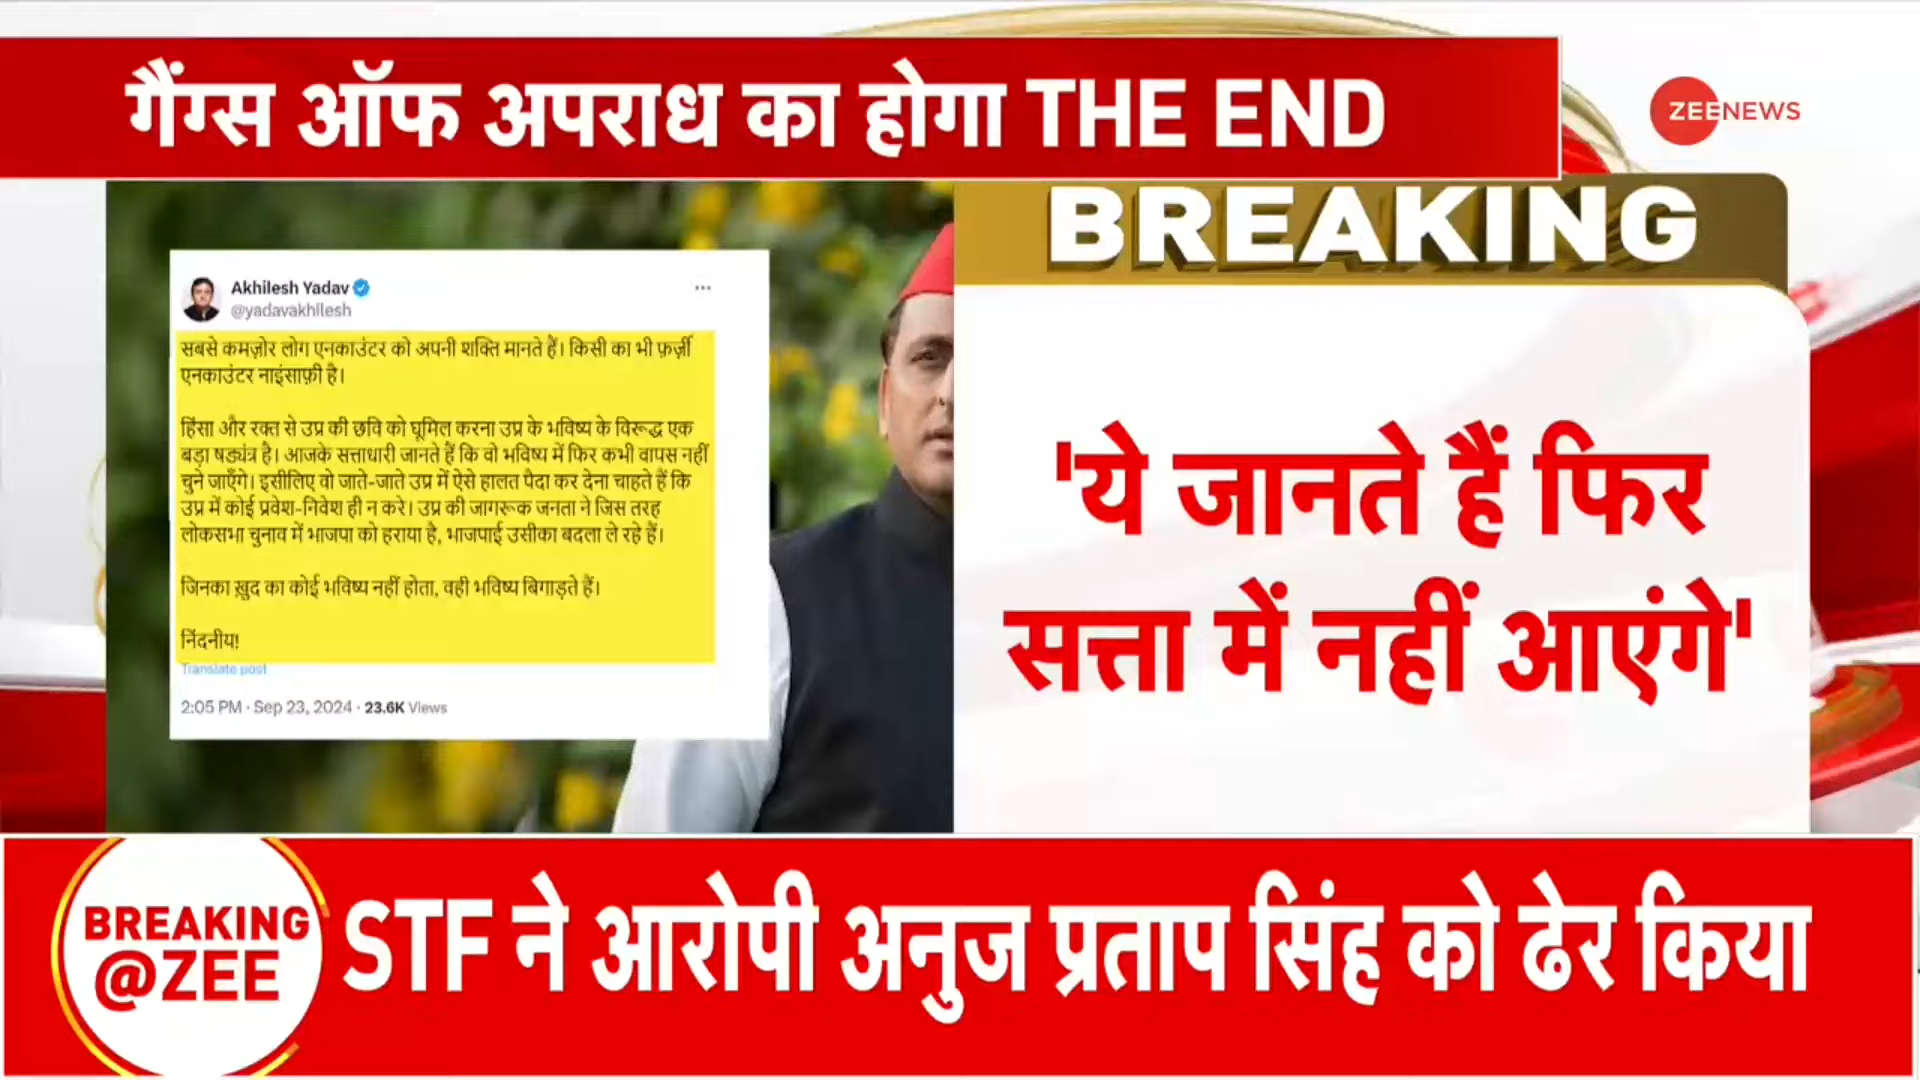 गैंग्स ऑफ अपराध का होगा THE END
ZEENEWS
BREAKING
Akhilesh Yadav
@yadavakhilesh
सबसे कमज़ोर लोग एनकाउंटर को अपनी शक्ति मानते हैं। किसी का भी फ़र्ज़ी
एनकाउंटर नाइंसाफ़ी है।
हिंसा और रक्त से उप्र की छवि को धूमिल करना उप्र के भविष्य के विरूद्ध एक
बड़ा षड्यंत्र है। आजके सत्ताधारी जानते हैं कि वो भविष्य में फिर कभी वापस नहीं
चुने जाएँगे। इसीलिए वो जाते-जाते उप्र में ऐसे हालत पैदा कर देना चाहते हैं कि
उप्र में कोई प्रवेश-निवेश ही न करे। उप्र की जागरूक जनता ने जिस तरह
लोकसभा चुनाव में भाजपा को हराया है, भाजपाई उसीका बदला ले रहे हैं।
जिनका ख़ुद का कोई भविष्य नहीं होता, वही भविष्य बिगाड़ते हैं।
निंदनीय!
Translate post
2:05 PM · Sep 23, 2024 · 23.6K Views
'ये जानते हैं फिर
सत्ता में नहीं आएंगे'
BREAKING
@ZEE
STF ने आरोपी अनुज प्रताप सिंह को ढेर किया